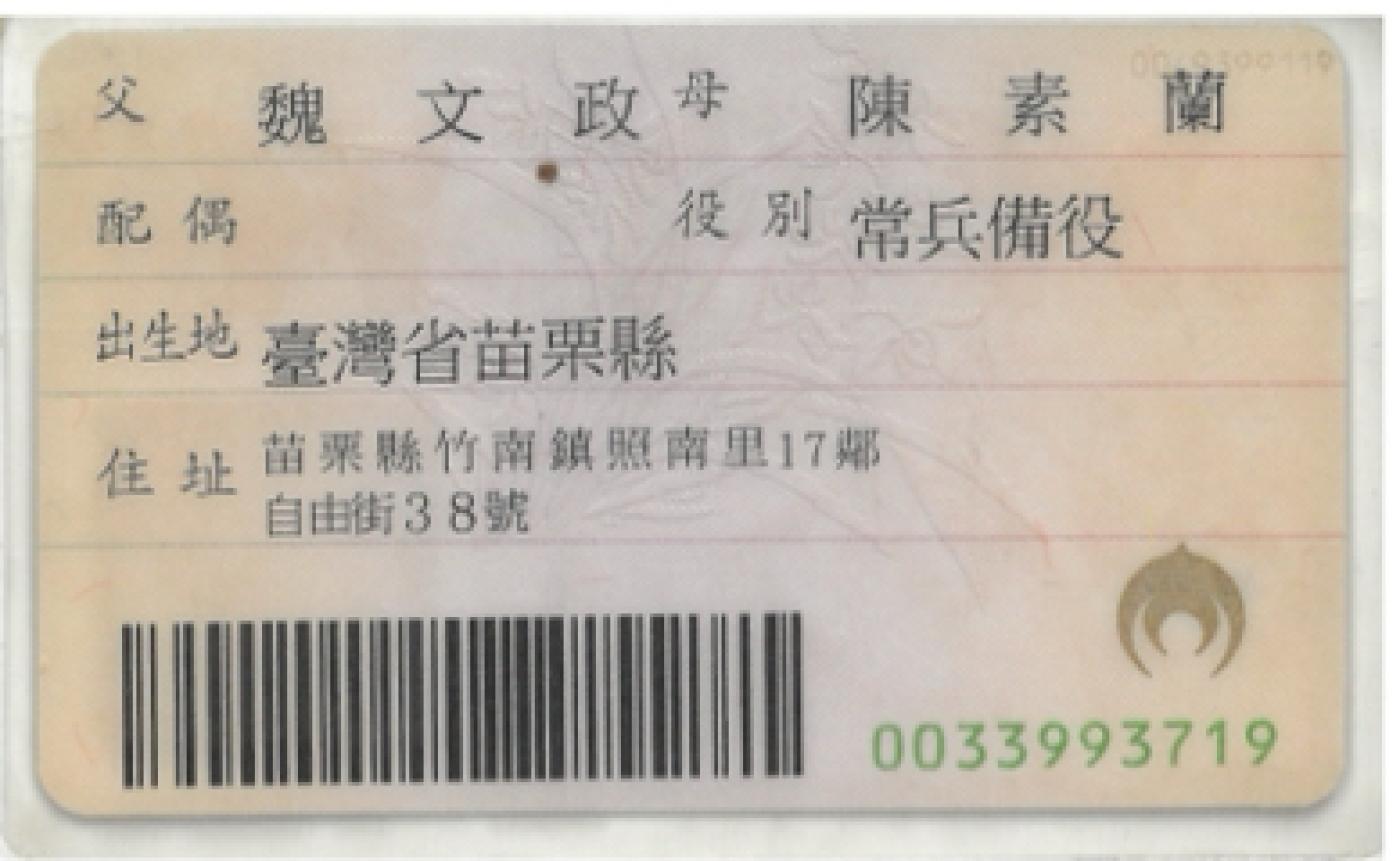 父 魏文政 母 陳素蘭
配偶 役別 常兵備役
出生地 臺灣省苗栗縣
住址 苗栗縣竹南鎮照南里17鄰
自由街38號
0033993719